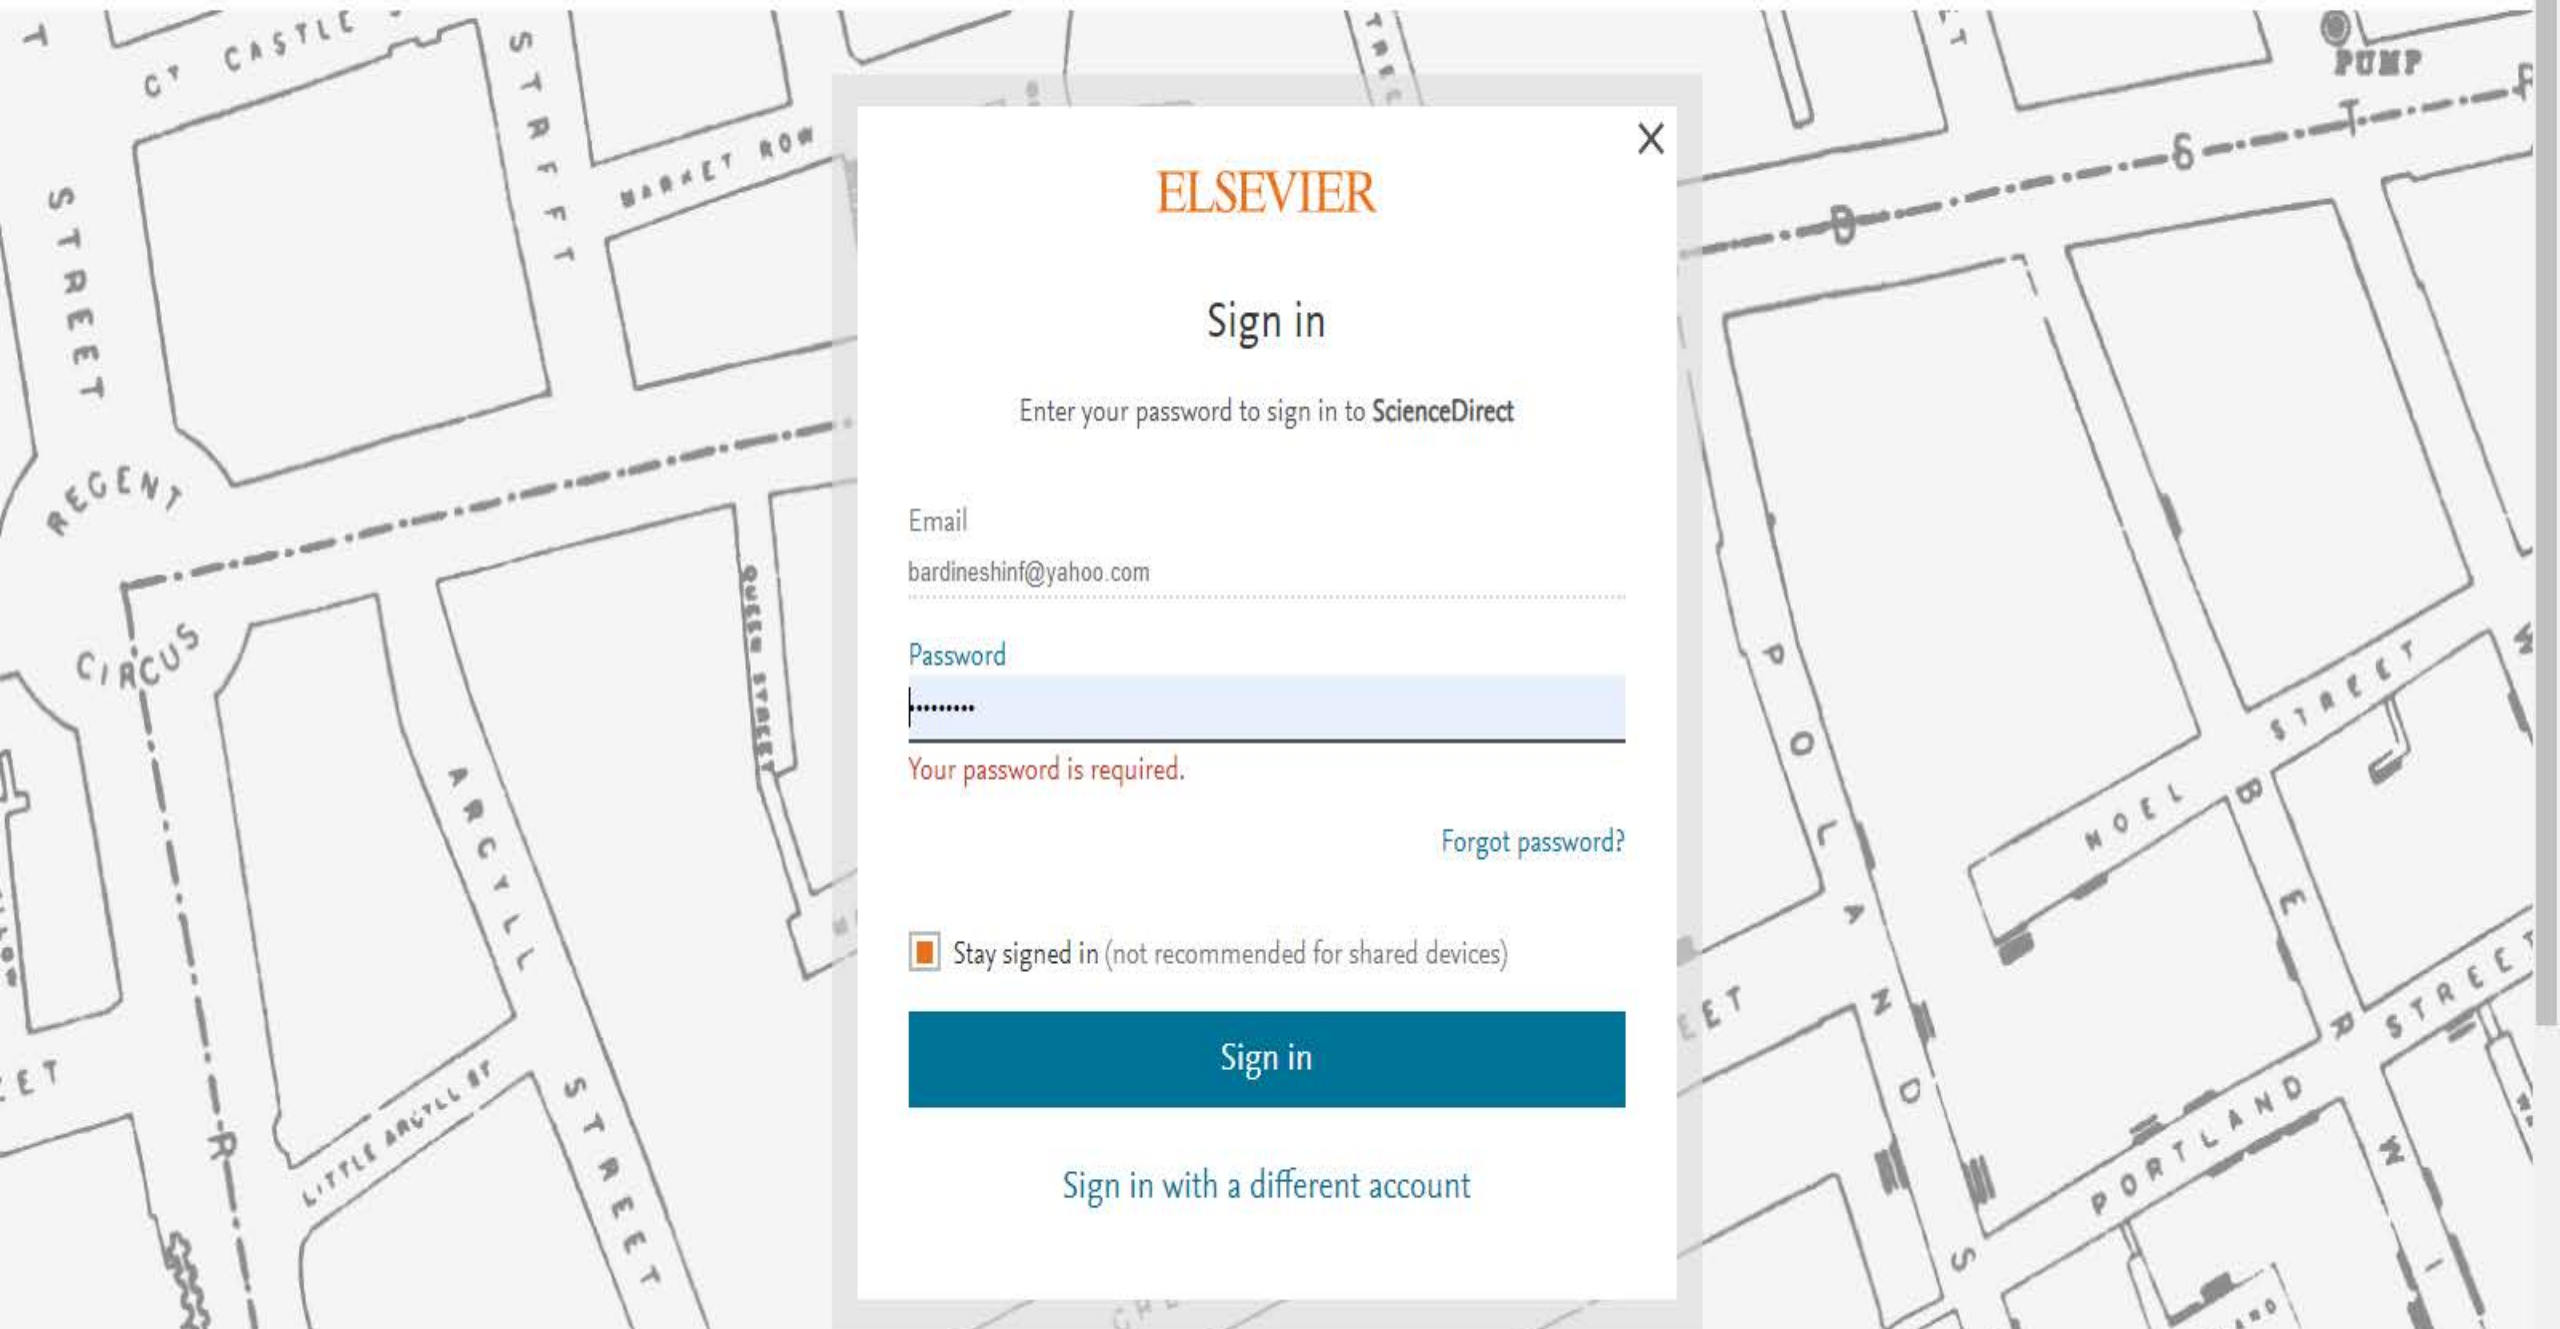 ELSEVIER
Sign in
Enter your password to sign in to ScienceDirect
Email
bardineshinf@yahoo.com
Password
•••••••••
Your password is required.
Forgot password?
Stay signed in (not recommended for shared devices)
Sign in
Sign in with a different account
CASTLE
STREET
MARKET ROW
PUMP
STREET
REGENT
CIRCUS
QUEEN STREET
ARGYLL
STREET
LITTLE ARGYLL ST
POLAND
NOEL STREET
PORTLAND
STREET